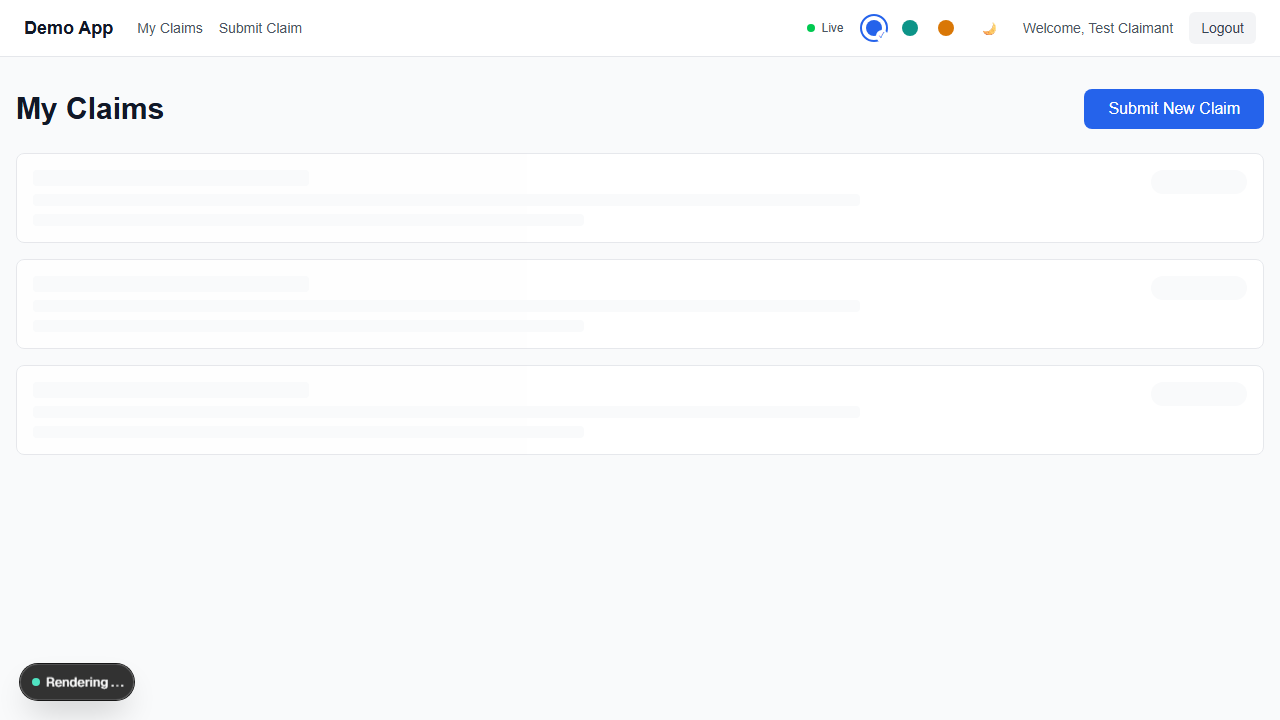 Demo App
My Claims
Submit Claim
Live
Welcome, Test Claimant
Logout
My Claims
Submit New Claim
Rendering ...